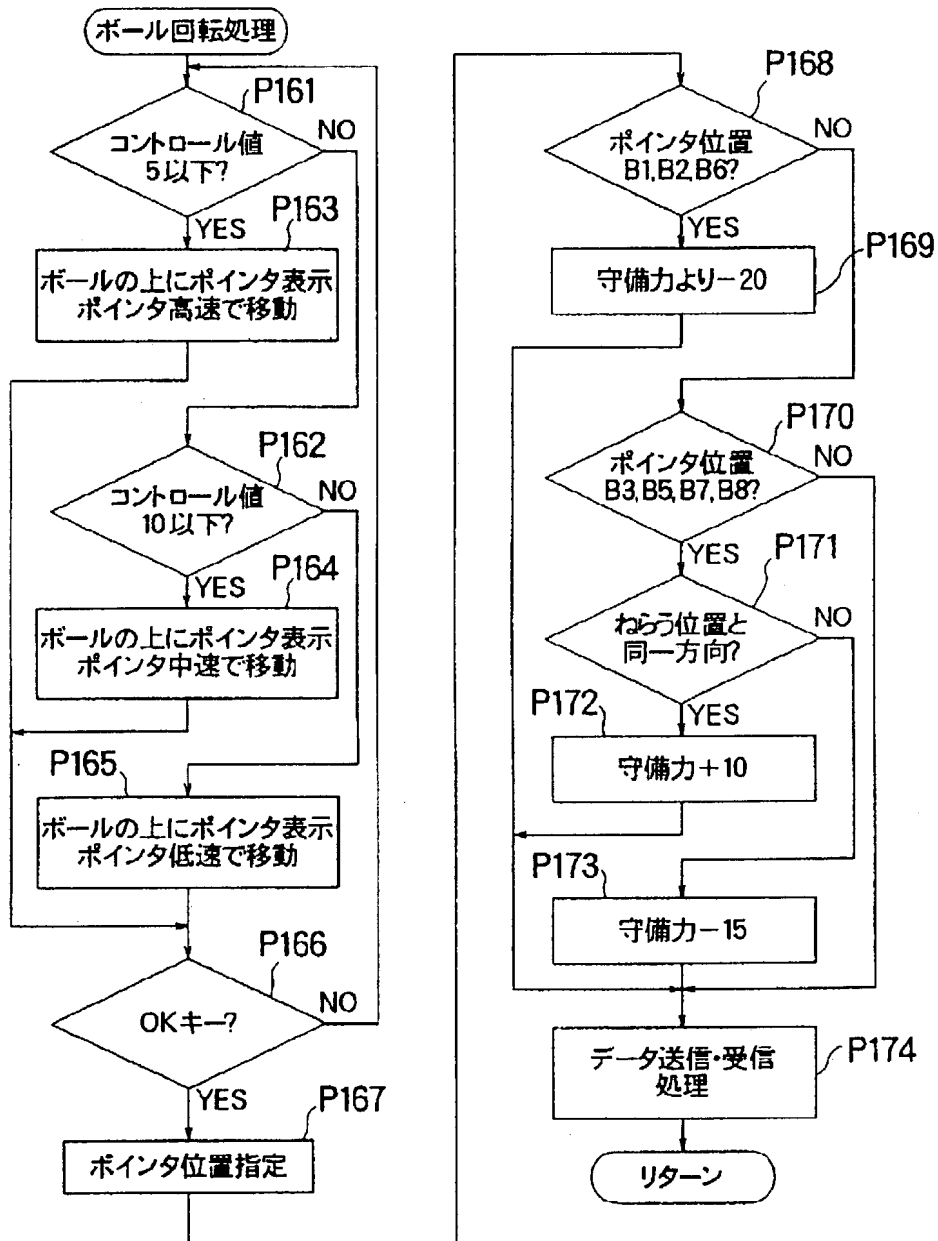 ボール回転処理
P161
コントロール値
5以下?
NO
YES
P163
ボールの上にポインタ表示
ポインタ高速で移動
P162
コントロール値
10以下?
NO
YES
P164
ボールの上にポインタ表示
ポインタ中速で移動
P165
ボールの上にポインタ表示
ポインタ低速で移動
P166
OKキー?
NO
YES
P167
ポインタ位置指定
P168
ポインタ位置
B1,B2,B6?
NO
YES
P169
守備力より-20
P170
ポインタ位置
B3,B5,B7,B8?
NO
YES
P171
ねらう位置と
同一方向?
NO
YES
P172
守備力+10
P173
守備力-15
データ送信・受信
処理
P174
リターン